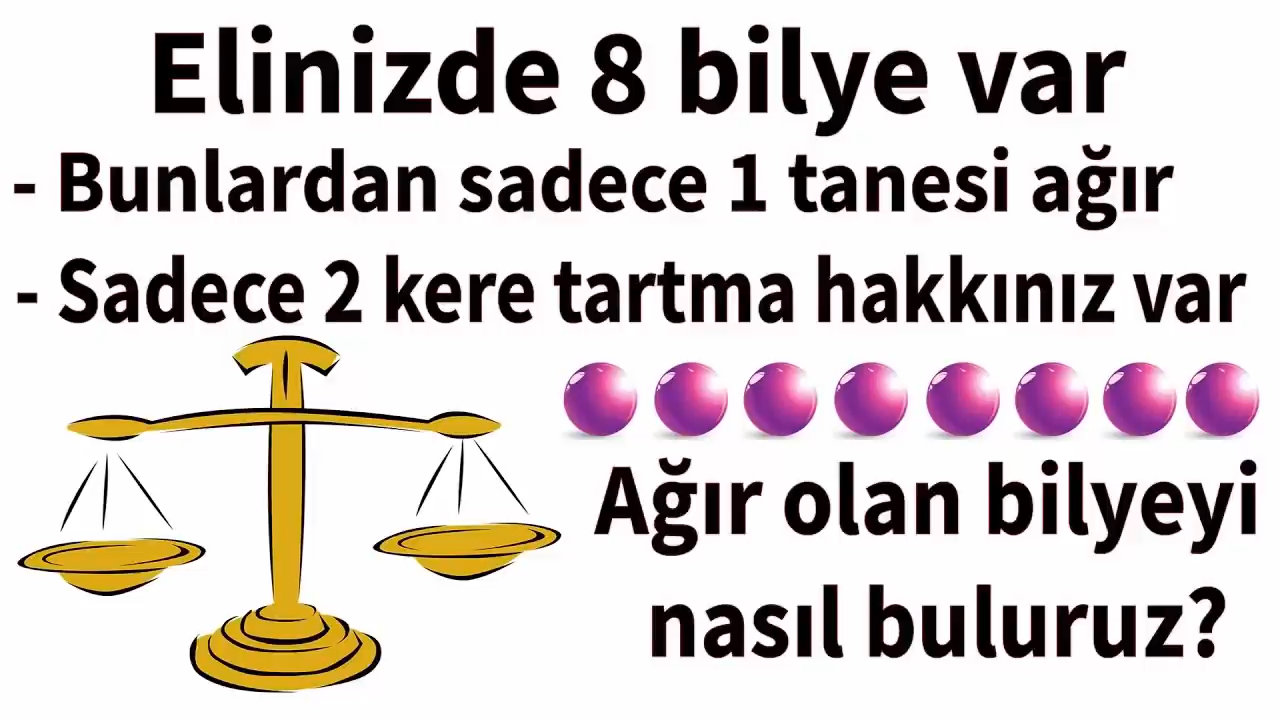 Elinizde 8 bilye var
- Bunlardan sadece 1 tanesi ağır
- Sadece 2 kere tartma hakkınız var
Ağır olan bilyeyi
nasıl buluruz?